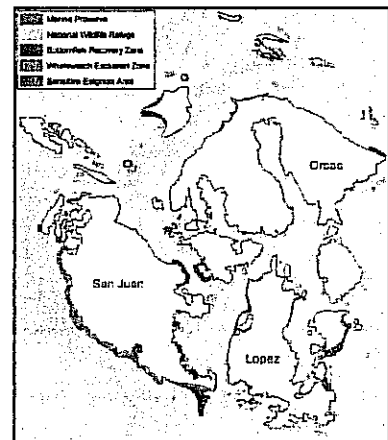 Marine Preserve
National Wildlife Refuge
Bottomfish Recovery Zone
Whalewatch Exclusion Zone
Sensitive Eelgrass Area
Orcas
San Juan
Lopez